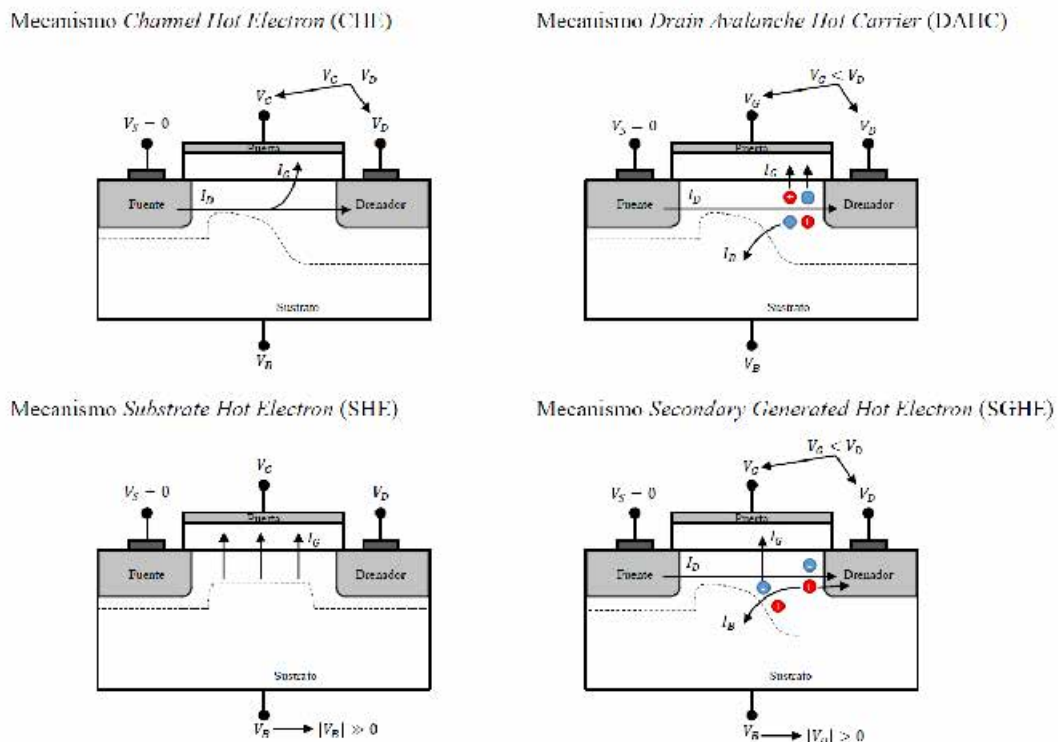 Mecanismo Channel Hot Electron (CHE)
V_G V_D
V_G
V_S = 0
V_D
Puerta
I_G
Fuente
I_D
Drenador
Sustrato
V_B
Mecanismo Drain Avalanche Hot Carrier (DAHC)
V_G < V_D
V_G
V_S = 0
V_D
Puerta
I_G
Fuente
I_D
Drenador
I_D
Sustrato
V_B
Mecanismo Substrate Hot Electron (SHE)
V_G
V_S = 0
V_D
Puerta
I_G
Fuente
Drenador
Sustrato
V_B |V_B| ≫ 0
Mecanismo Secondary Generated Hot Electron (SGHE)
V_G < V_D
V_G
V_S = 0
V_D
Puerta
I_G
Fuente
I_D
Drenador
I_B
Sustrato
V_B |V_B| > 0